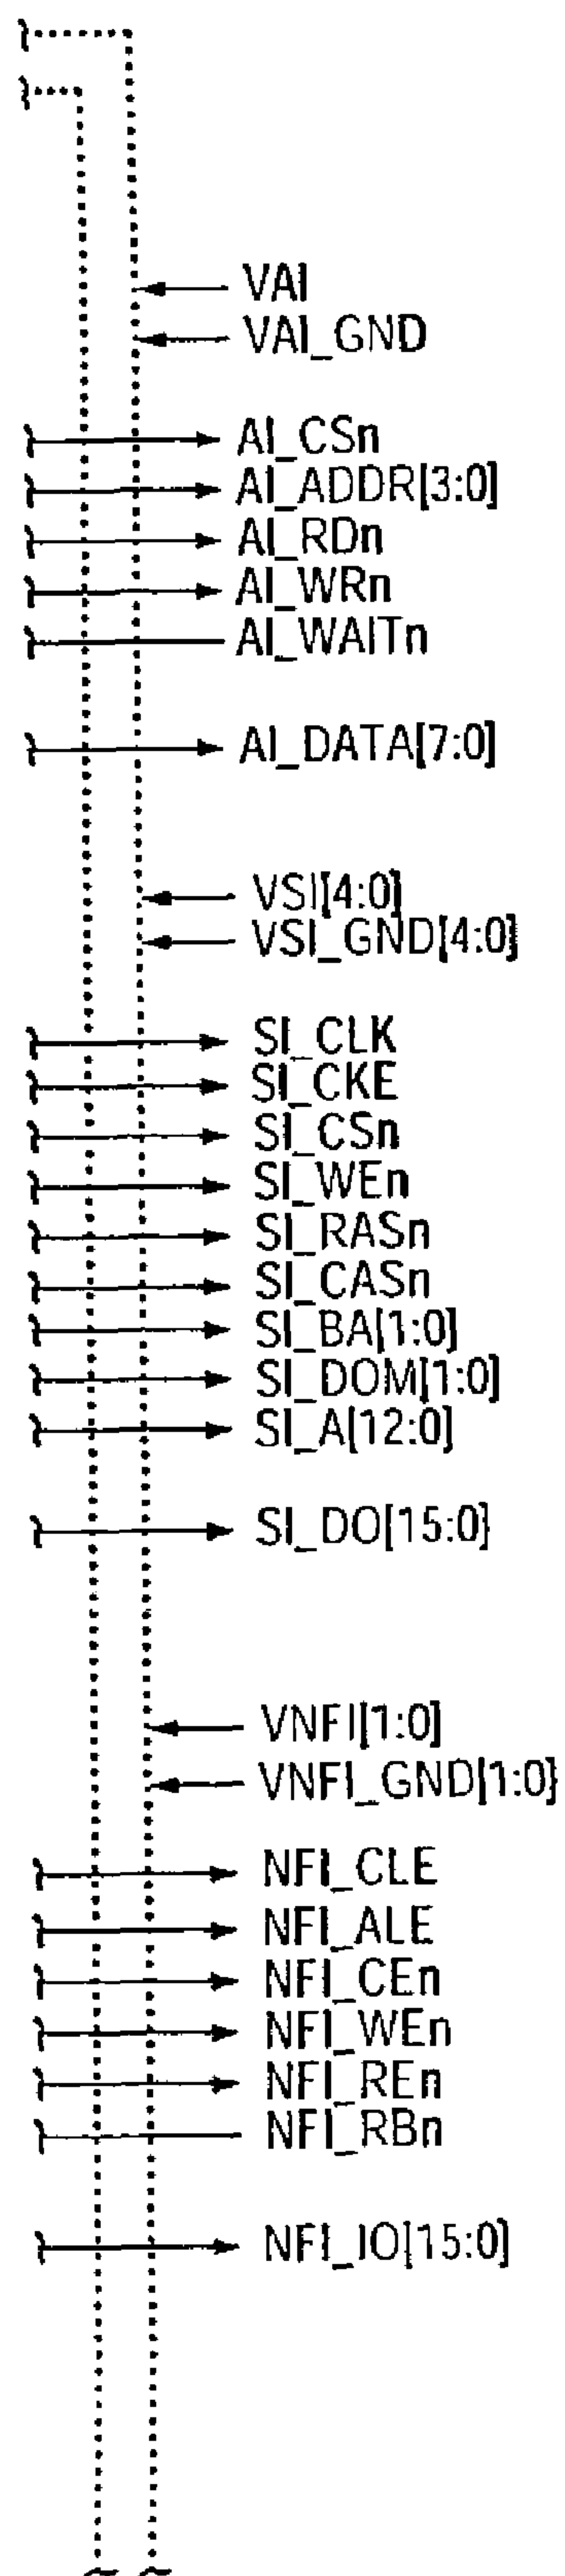 VAI
VAI_GND
AI_CSn
AI_ADDR[3:0]
AI_RDn
AI_WRn
AI_WAITn
AI_DATA[7:0]
VSI[4:0]
VSI_GND[4:0]
SI_CLK
SI_CKE
SI_CSn
SI_WEn
SI_RASn
SI_CASn
SI_BA[1:0]
SI_DOM[1:0]
SI_A[12:0]
SI_DO[15:0}
VNFI[1:0]
VNFI_GND[1:0}
NFI_CLE
NFI_ALE
NFI_CEn
NFI_WEn
NFI_REn
NFI_RBn
NFI_IO[15:0]